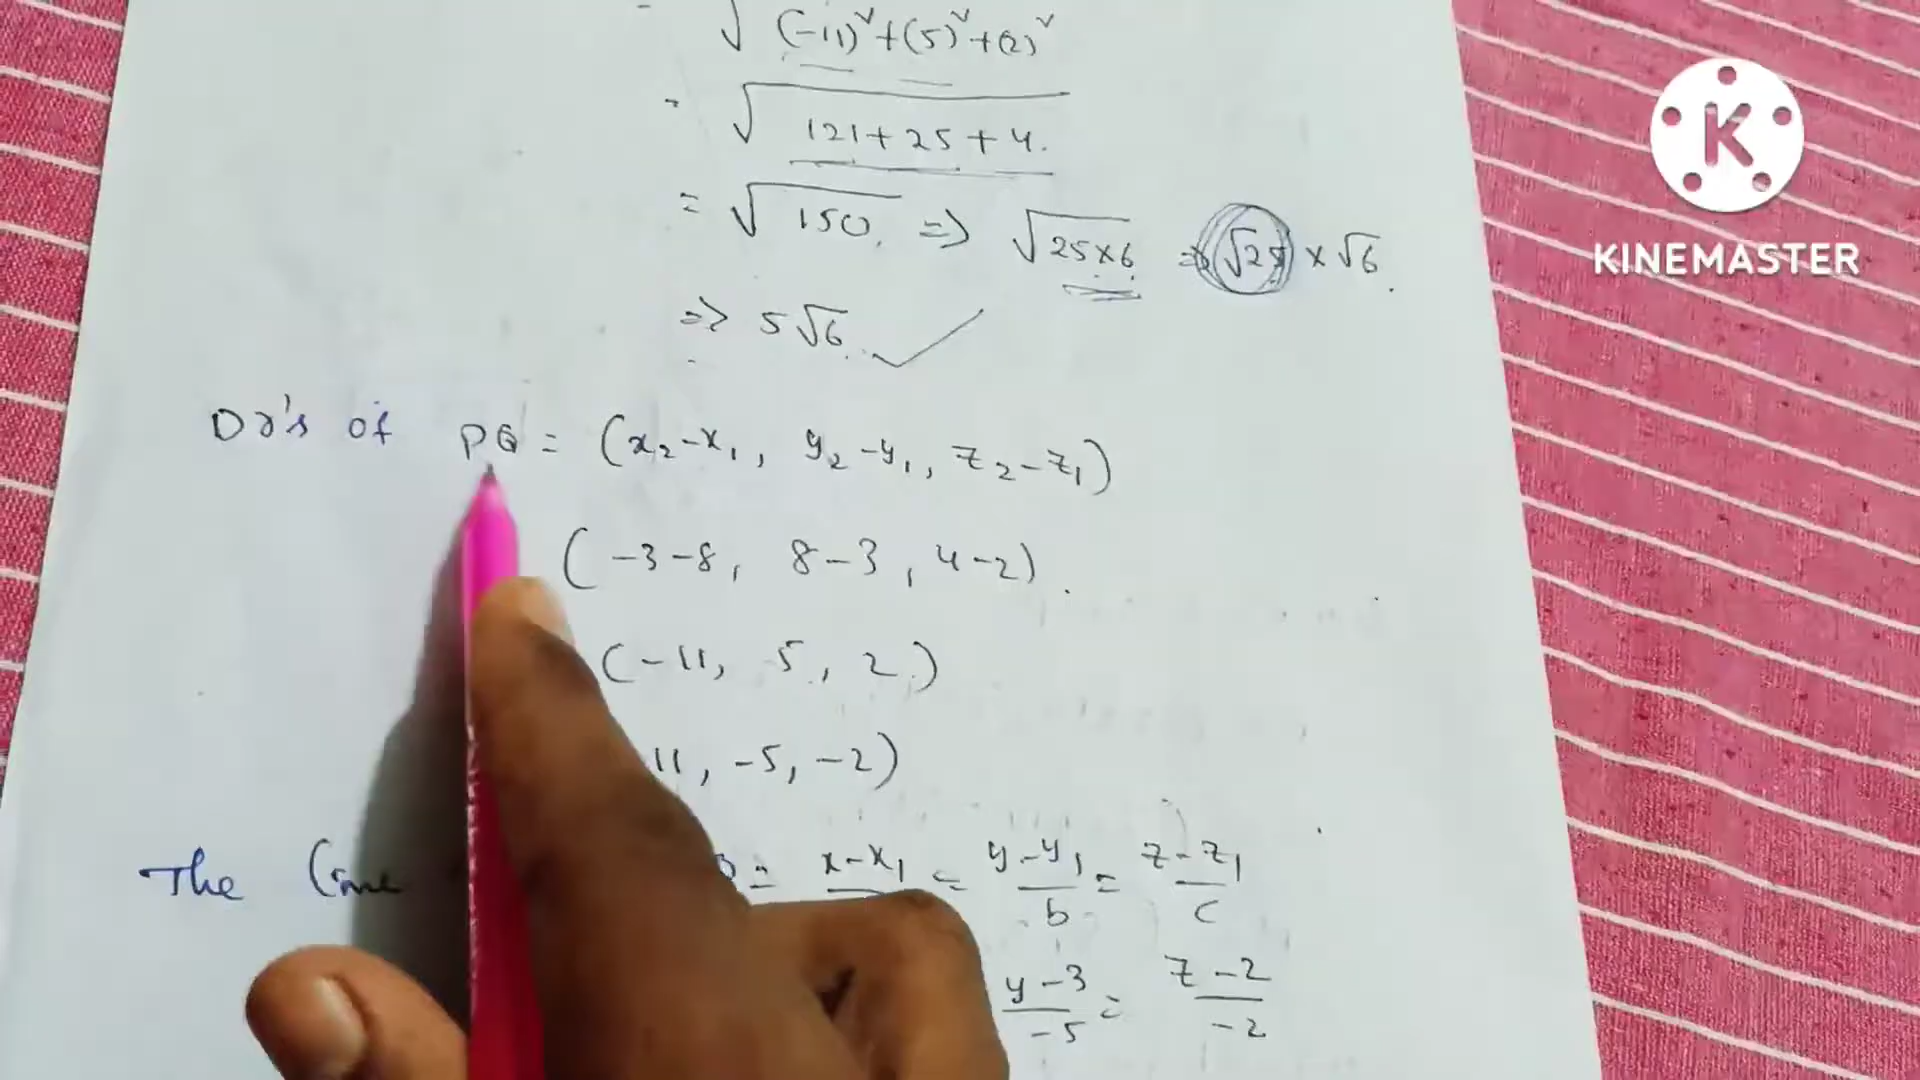 = √(-11)² + (5)² + (2)²
= √121 + 25 + 4.
= √150. => √25×6 => √25 × √6.
=> 5√6.
Dr's of PQ = (x₂-x₁, y₂-y₁, z₂-z₁)
(-3-8, 8-3, 4-2).
(-11, 5, 2.)
11, -5, -2)
The line = x-x₁ = y-y₁/b = z-z₁/c
y-3/-5 = z-2/-2
K
KINEMASTER